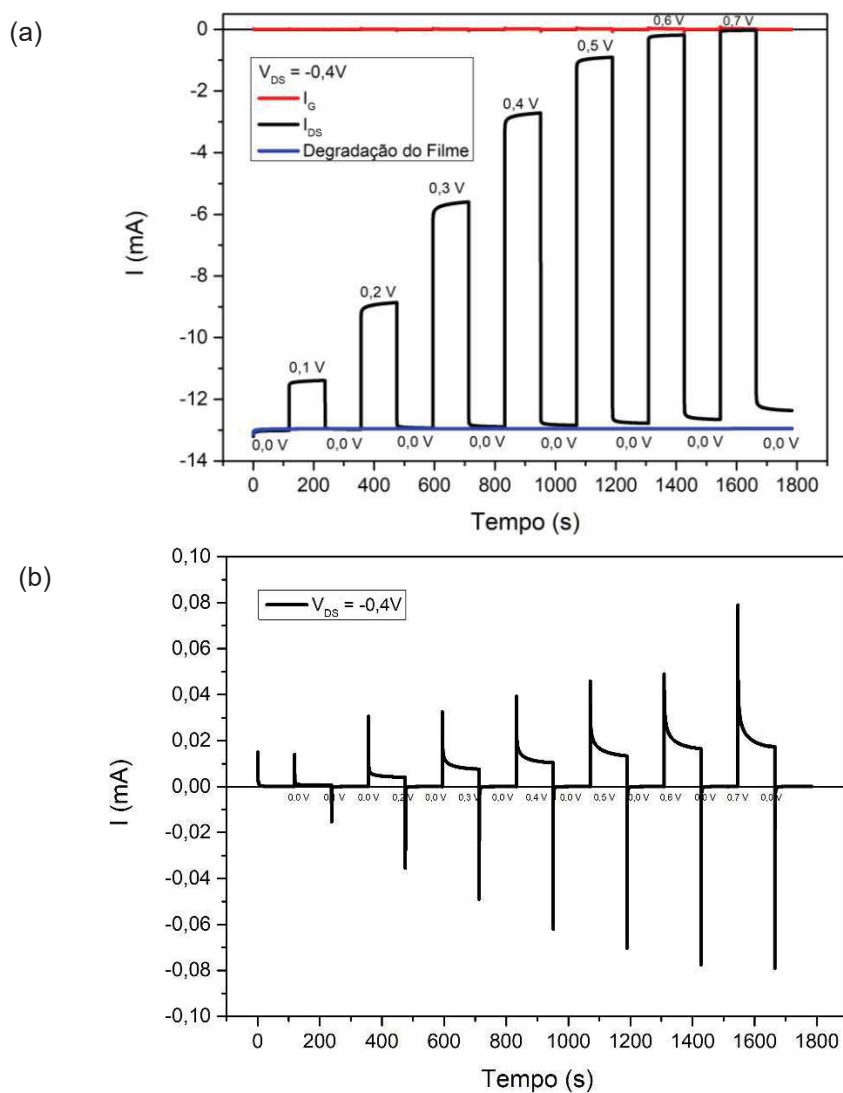 (a)
0
-2
-4
-6
-8
-10
-12
-14
I (mA)
V_DS = -0,4V
I_G
I_DS
Degradação do Filme
0,1 V
0,2 V
0,3 V
0,4 V
0,5 V
0,6 V
0,7 V
0,0 V 0,0 V 0,0 V 0,0 V 0,0 V 0,0 V 0,0 V 0,0 V
0 200 400 600 800 1000 1200 1400 1600 1800
Tempo (s)
(b)
0,10
0,08
0,06
0,04
0,02
0,00
-0,02
-0,04
-0,06
-0,08
-0,10
I (mA)
V_DS = -0,4V
0,0 V 0,1 V 0,0 V 0,2 V 0,0 V 0,3 V 0,0 V 0,4 V 0,0 V 0,5 V 0,0 V 0,6 V 0,0 V 0,7 V 0,0 V
0 200 400 600 800 1000 1200 1400 1600 1800
Tempo (s)